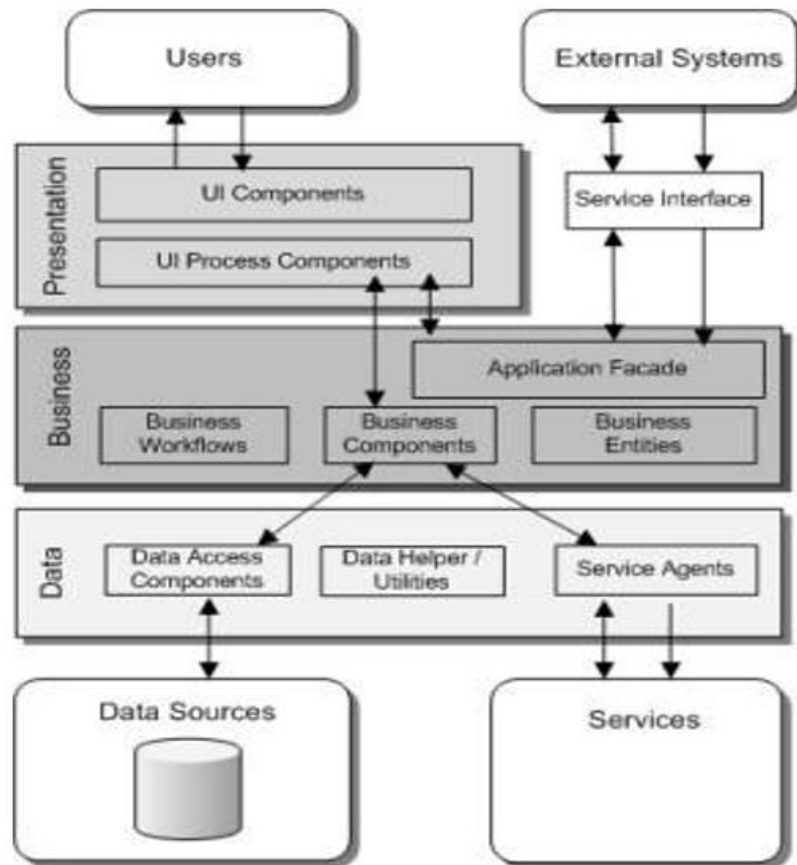 Users
External Systems
Presentation
UI Components
Service Interface
UI Process Components
Business
Application Facade
Business
Workflows
Business
Components
Business
Entities
Data
Data Access
Components
Data Helper /
Utilities
Service Agents
Data Sources
Services